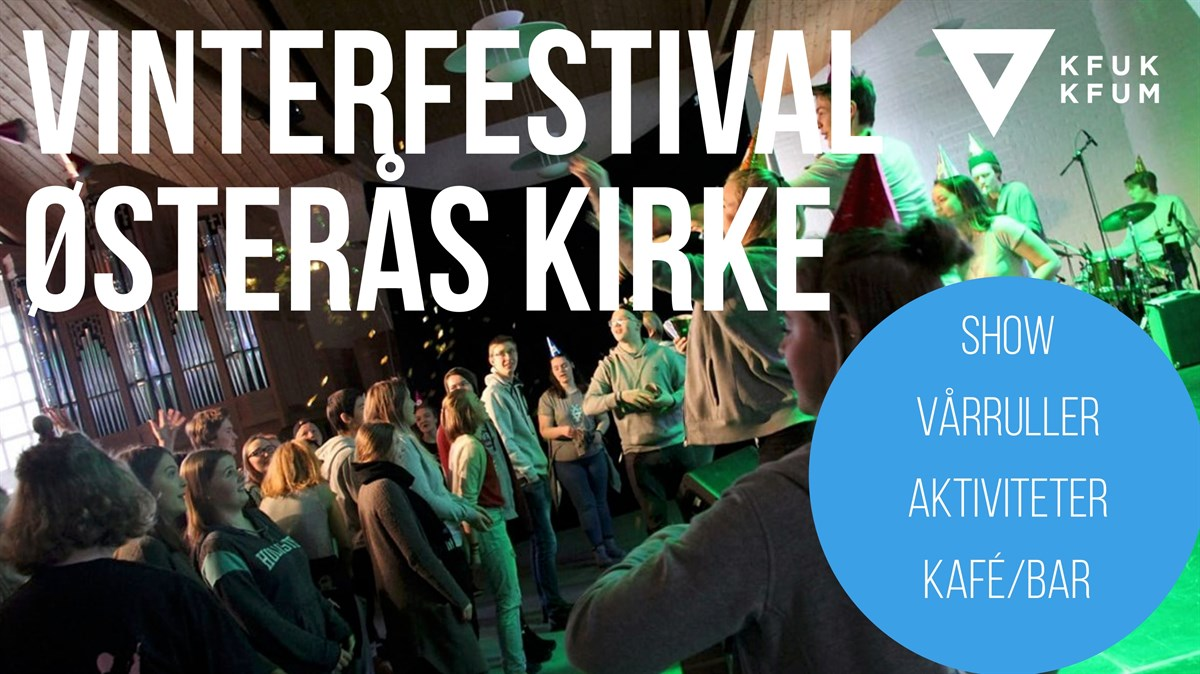 VINTERFESTIVAL
ØSTERÅS KIRKE
KFUK
KFUM
SHOW
VÅRRULLER
AKTIVITETER
KAFÉ/BAR